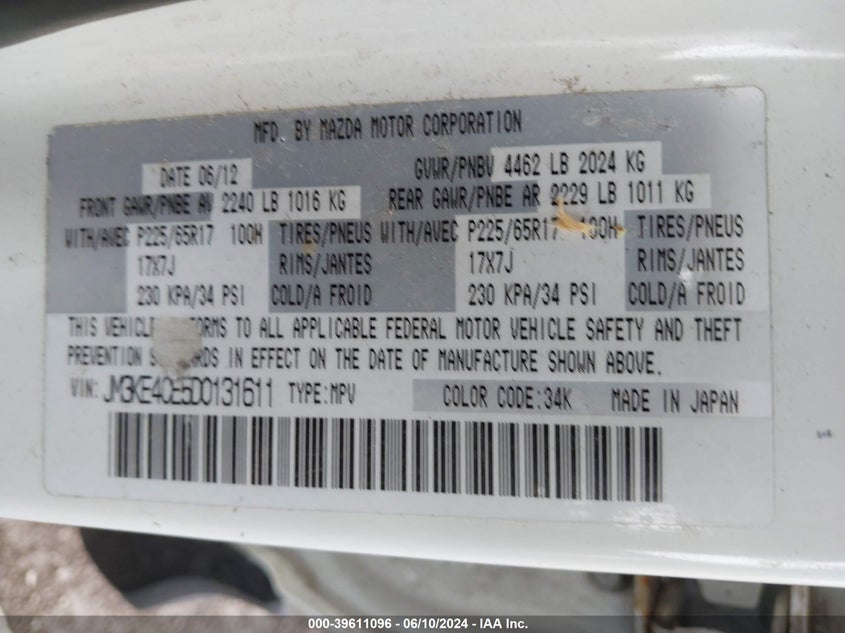 MFD. BY MAZDA MOTOR CORPORATION
DATE 06/12 GVWR/PNBV 4462 LB 2024 KG
FRONT GAWR/PNBE AV 2240 LB 1016 KG REAR GAWR/PNBE AR 2229 LB 1011 KG
WITH/AVEC P225/65R17 100H TIRES/PNEUS WITH/AVEC P225/65R17 100H TIRES/PNEUS
17X7J RIMS/JANTES 17X7J RIMS/JANTES
230 KPA/34 PSI COLD/A FROID 230 KPA/34 PSI COLD/A FROID
THIS VEHICLE TO ALL APPLICABLE FEDERAL MOTOR VEHICLE SAFETY AND THEFT
PREVENTION IN EFFECT ON THE DATE OF MANUFACTURE SHOWN ABOVE.
VIN: JM3KE4CE5D0131611 TYPE:MPV COLOR CODE:34K MADE IN JAPAN
000-39611096 - 06/10/2024 - IAA Inc.